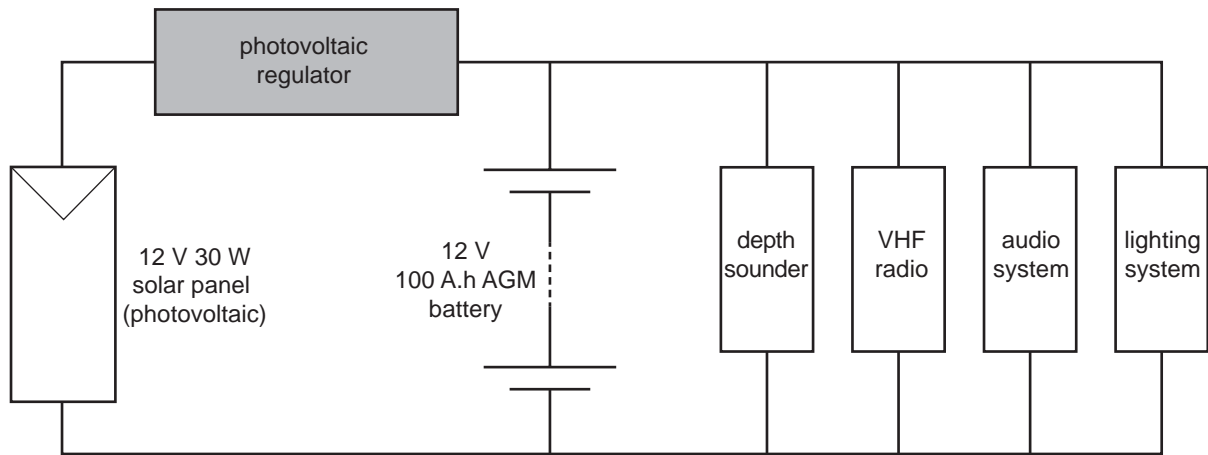 photovoltaic
regulator
12 V 30 W
solar panel
(photovoltaic)
12 V
100 A.h AGM
battery
depth
sounder
VHF
radio
audio
system
lighting
system